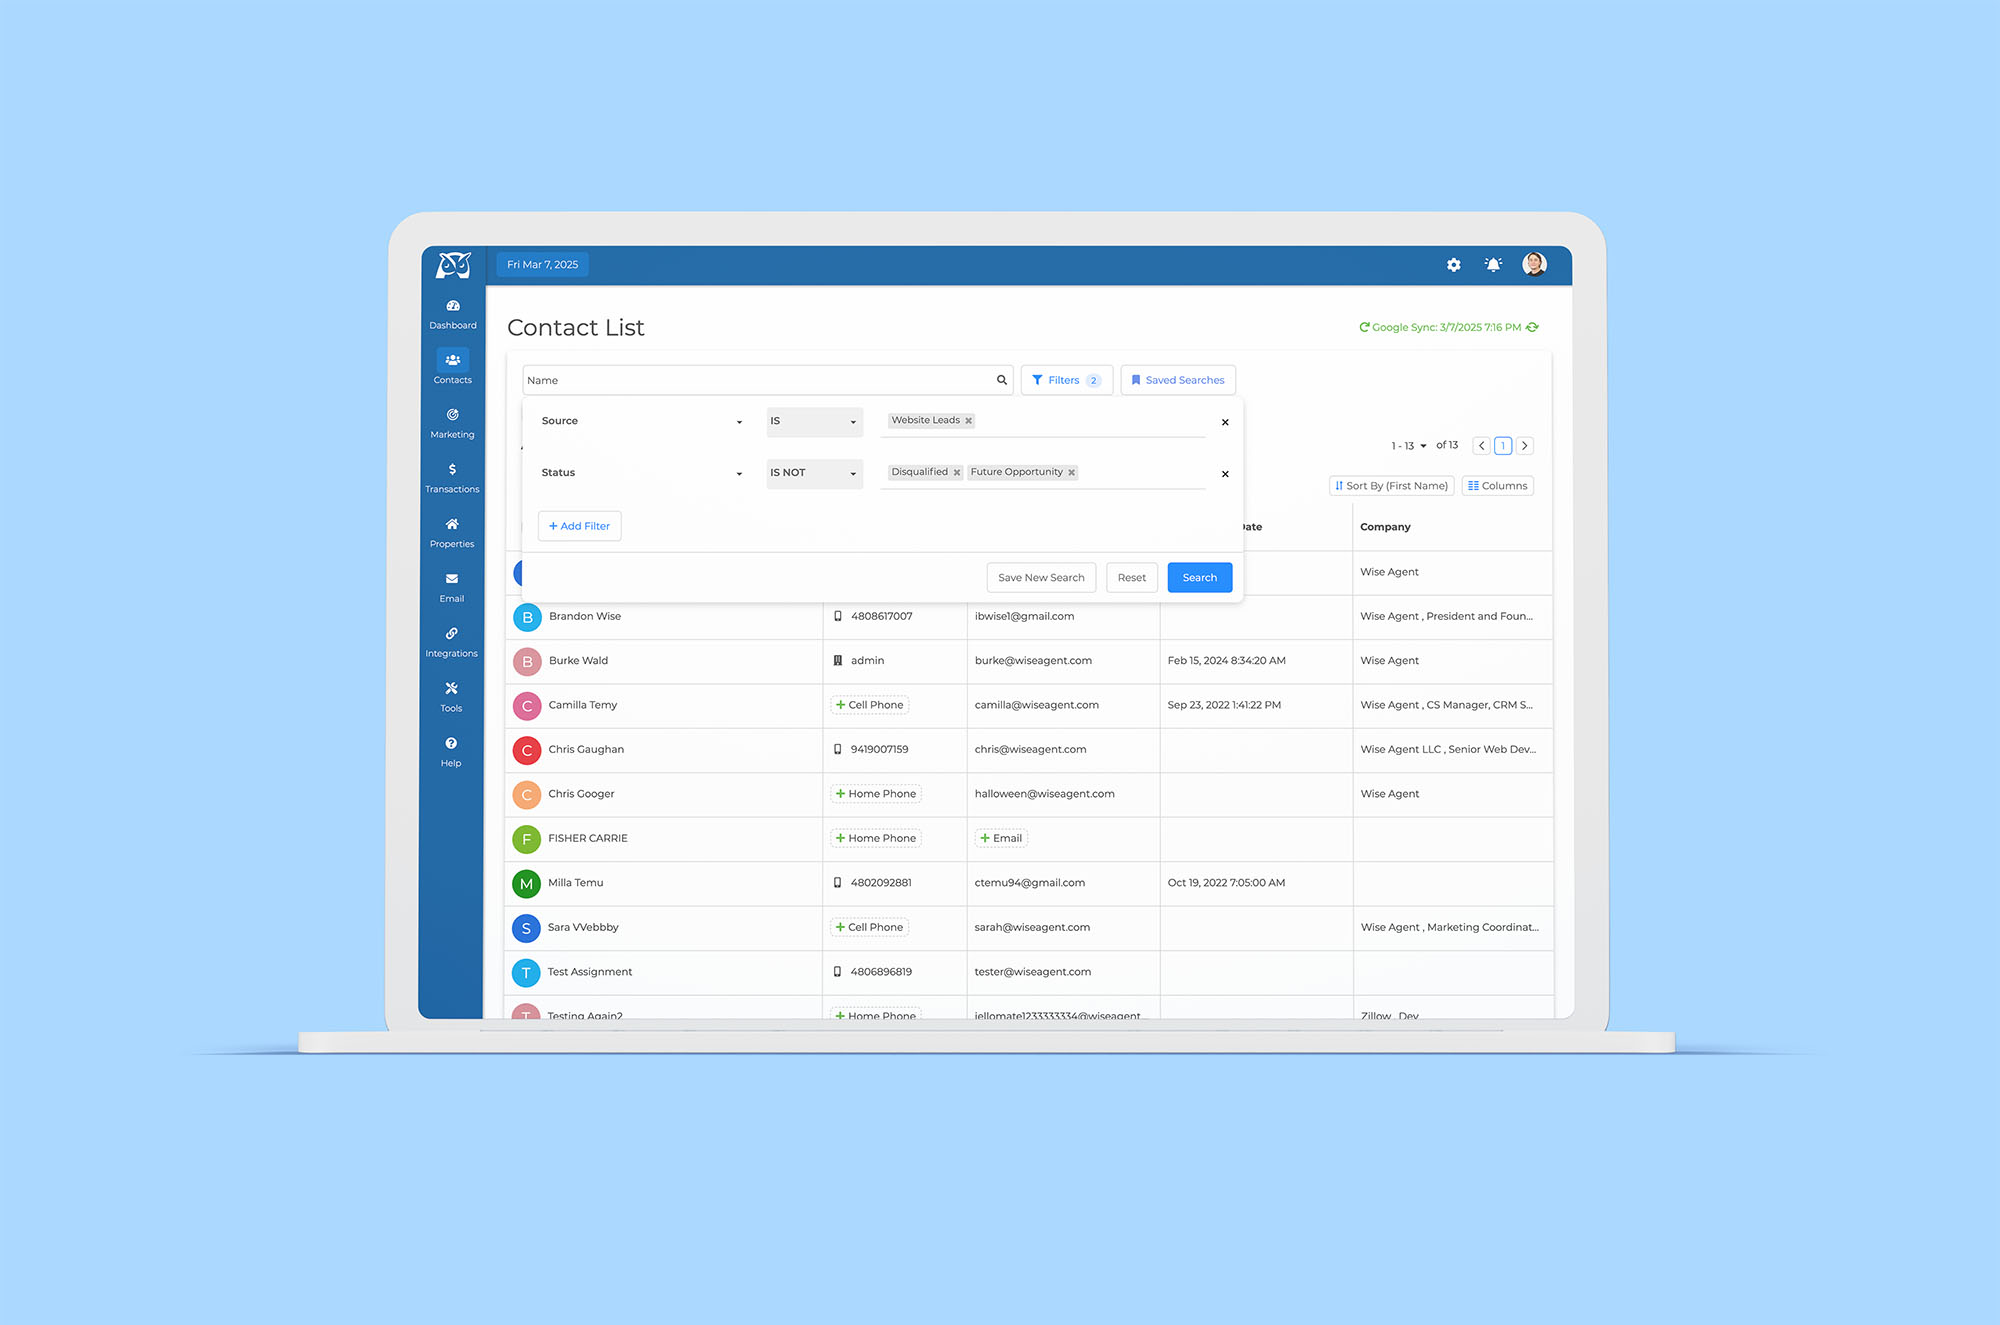 Fri Mar 7, 2025
Dashboard
Contacts
Marketing
Transactions
Properties
Email
Integrations
Tools
Help
Contact List
Google Sync: 3/7/2025 7:16 PM
Name
Filters 2
Saved Searches
Source IS Website Leads
Status IS NOT Disqualified Future Opportunity
+ Add Filter
Save New Search Reset Search
1 - 13 of 13 1
Sort By (First Name) Columns
Company
Wise Agent
B Brandon Wise 4808617007 ibwise1@gmail.com Wise Agent , President and Foun...
B Burke Wald admin burke@wiseagent.com Feb 15, 2024 8:34:20 AM Wise Agent
C Camilla Temy + Cell Phone camilla@wiseagent.com Sep 23, 2022 1:41:22 PM Wise Agent , CS Manager, CRM S...
C Chris Gaughan 9419007159 chris@wiseagent.com Wise Agent LLC , Senior Web Dev...
C Chris Googer + Home Phone halloween@wiseagent.com Wise Agent
F FISHER CARRIE + Home Phone + Email
M Milla Temu 4802092881 ctemu94@gmail.com Oct 19, 2022 7:05:00 AM
S Sara VVebbby + Cell Phone sarah@wiseagent.com Wise Agent , Marketing Coordinat...
T Test Assignment 4806896819 tester@wiseagent.com
T Testing Again2 + Home Phone jellomate1233333334@wiseagent... Zillow , Dev